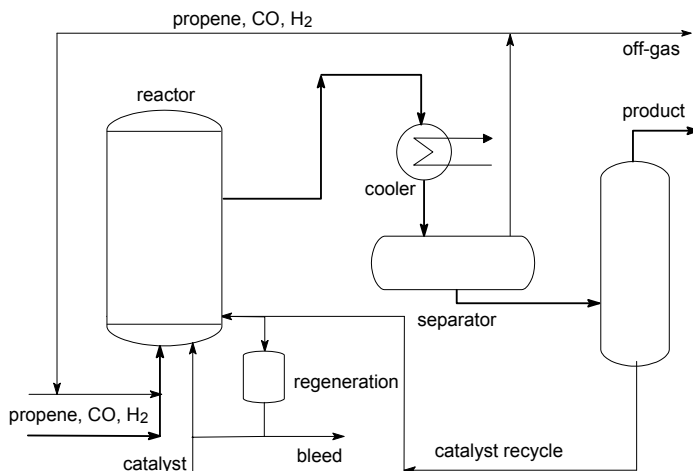 propene, CO, H2
off-gas
reactor
product
cooler
separator
regeneration
propene, CO, H2
bleed
catalyst
catalyst recycle